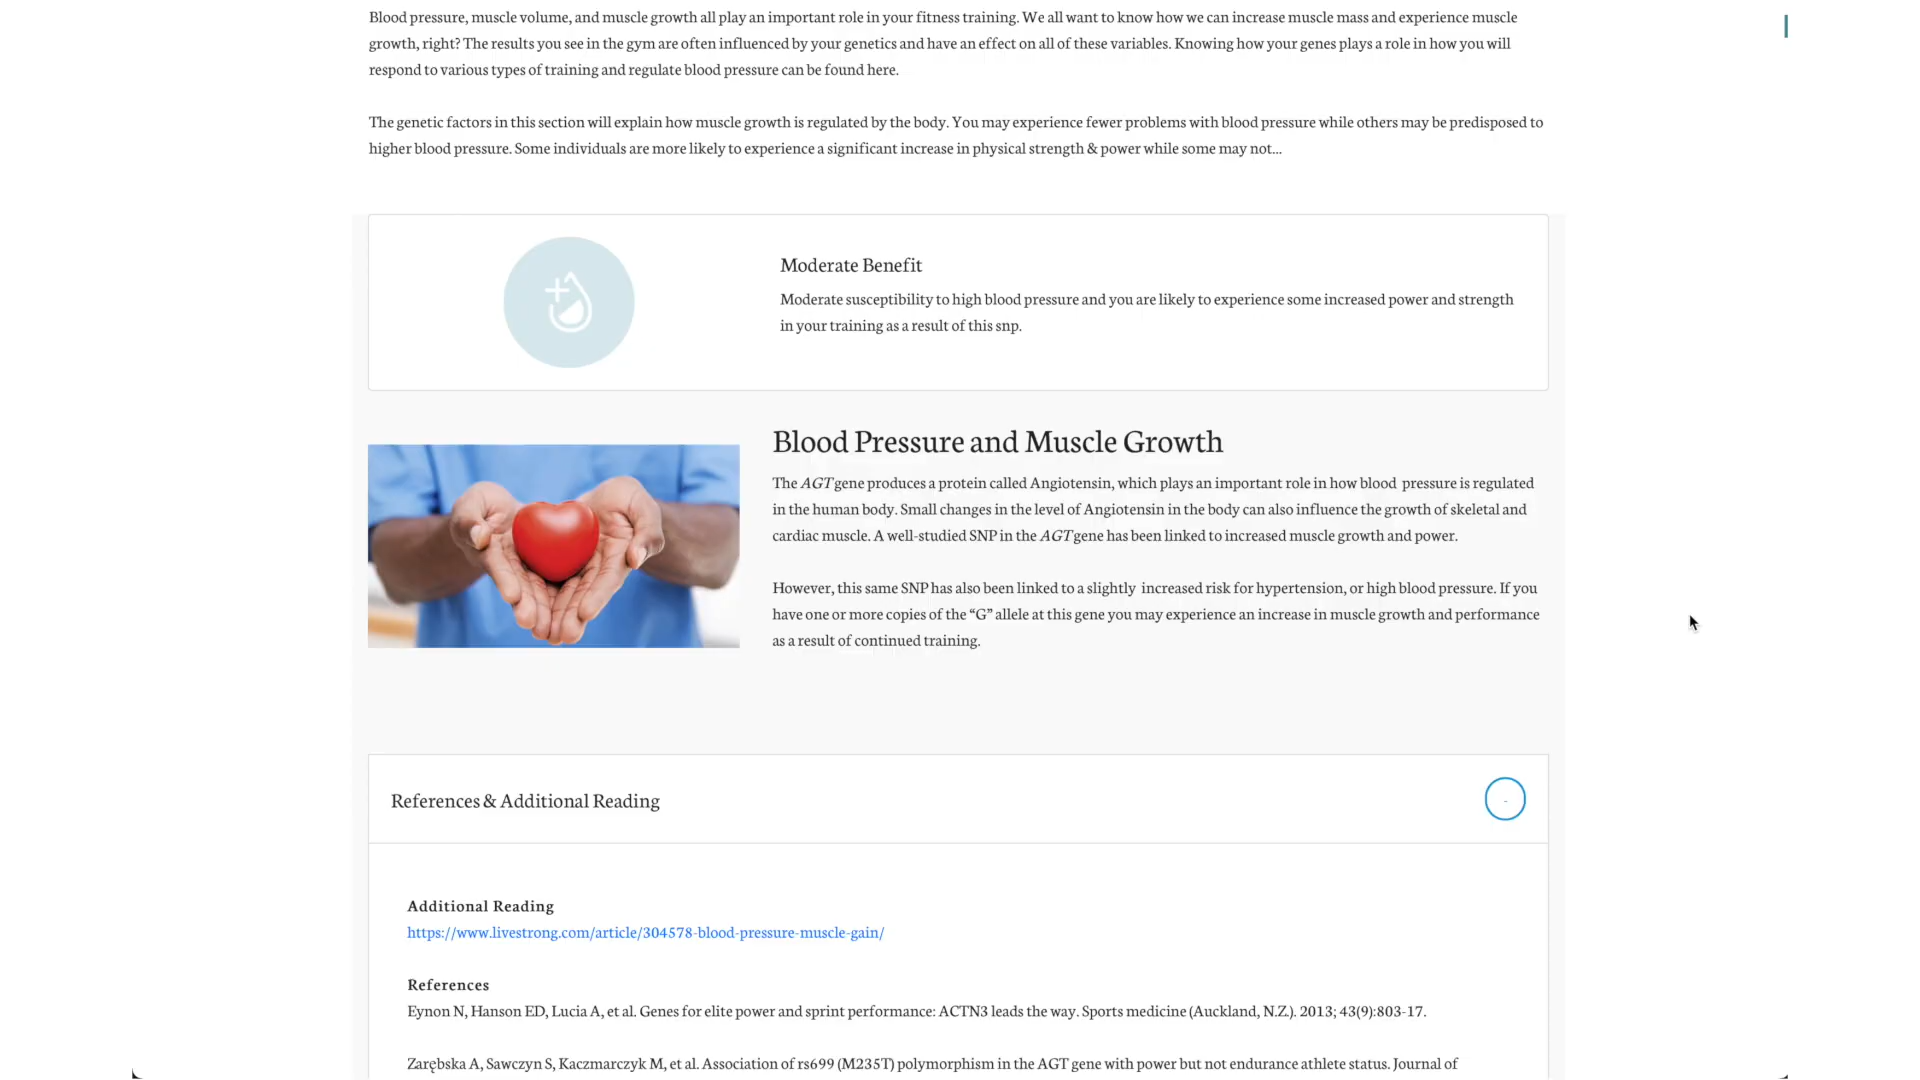 Blood pressure, muscle volume, and muscle growth all play an important role in your fitness training. We all want to know how we can increase muscle mass and experience muscle
growth, right? The results you see in the gym are often influenced by your genetics and have an effect on all of these variables. Knowing how your genes plays a role in how you will
respond to various types of training and regulate blood pressure can be found here.
The genetic factors in this section will explain how muscle growth is regulated by the body. You may experience fewer problems with blood pressure while others may be predisposed to
higher blood pressure. Some individuals are more likely to experience a significant increase in physical strength & power while some may not...
Moderate Benefit
Moderate susceptibility to high blood pressure and you are likely to experience some increased power and strength
in your training as a result of this snp.
Blood Pressure and Muscle Growth
The AGT gene produces a protein called Angiotensin, which plays an important role in how blood pressure is regulated
in the human body. Small changes in the level of Angiotensin in the body can also influence the growth of skeletal and
cardiac muscle. A well-studied SNP in the AGT gene has been linked to increased muscle growth and power.
However, this same SNP has also been linked to a slightly increased risk for hypertension, or high blood pressure. If you
have one or more copies of the “G” allele at this gene you may experience an increase in muscle growth and performance
as a result of continued training.
References & Additional Reading
-
Additional Reading
https://www.livestrong.com/article/304578-blood-pressure-muscle-gain/
References
Eynon N, Hanson ED, Lucia A, et al. Genes for elite power and sprint performance: ACTN3 leads the way. Sports medicine (Auckland, N.Z.). 2013; 43(9):803-17.
Zarębska A, Sawczyn S, Kaczmarczyk M, et al. Association of rs699 (M235T) polymorphism in the AGT gene with power but not endurance athlete status. Journal of